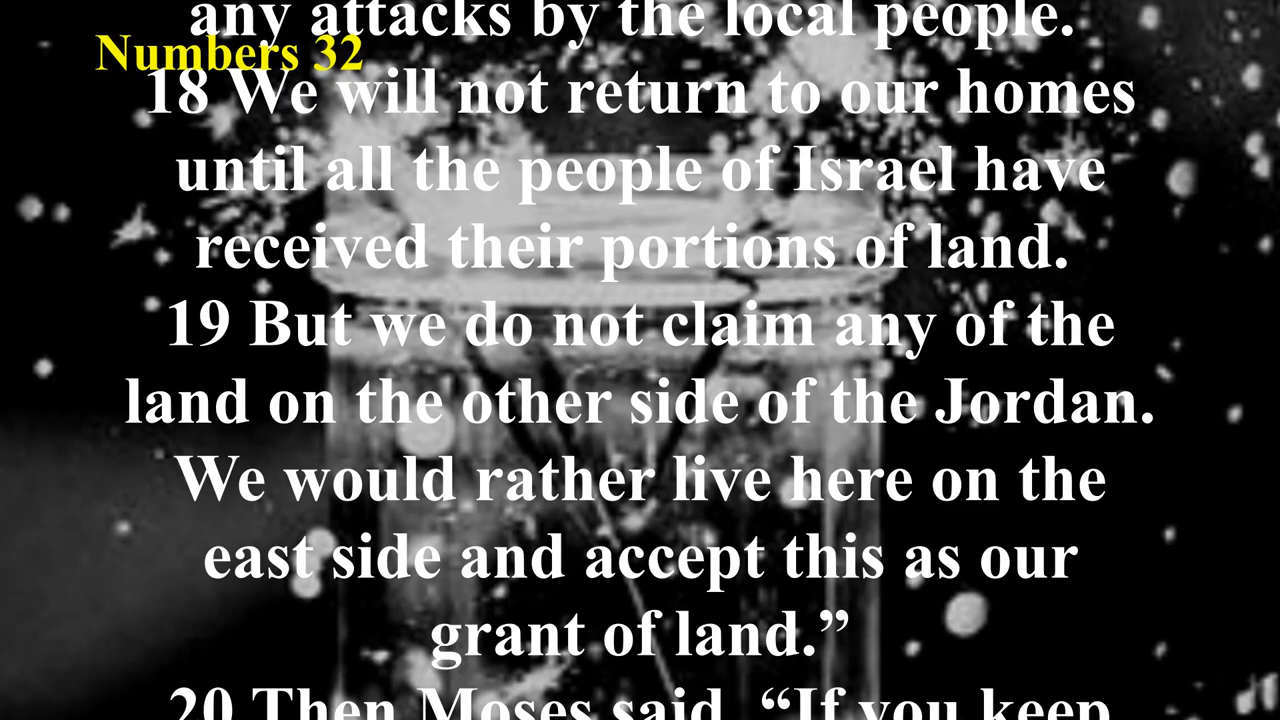 any attacks by the local people.
Numbers 32
18 We will not return to our homes
until all the people of Israel have
received their portions of land.
19 But we do not claim any of the
land on the other side of the Jordan.
We would rather live here on the
east side and accept this as our
grant of land.”
20 Then Moses said, “If you keep